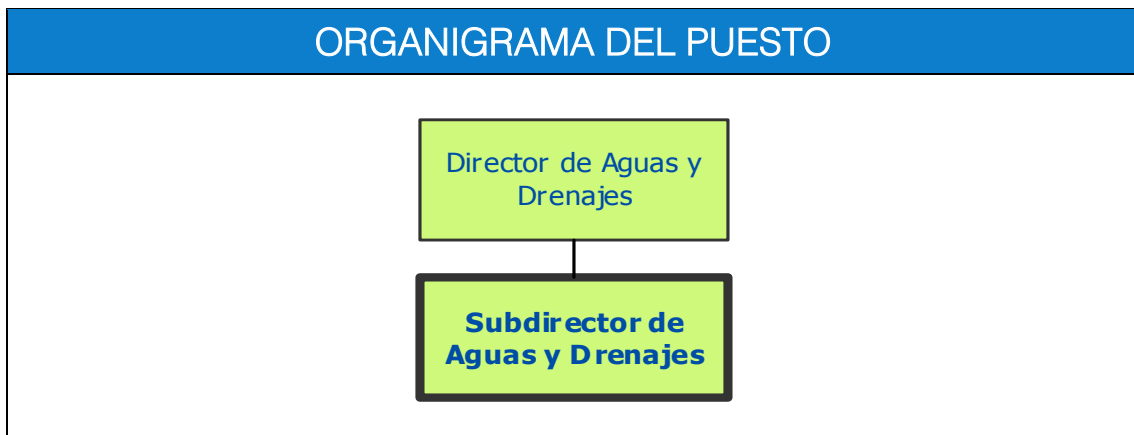 ORGANIGRAMA DEL PUESTO
Director de Aguas y
Drenajes
Subdirector de
Aguas y Drenajes